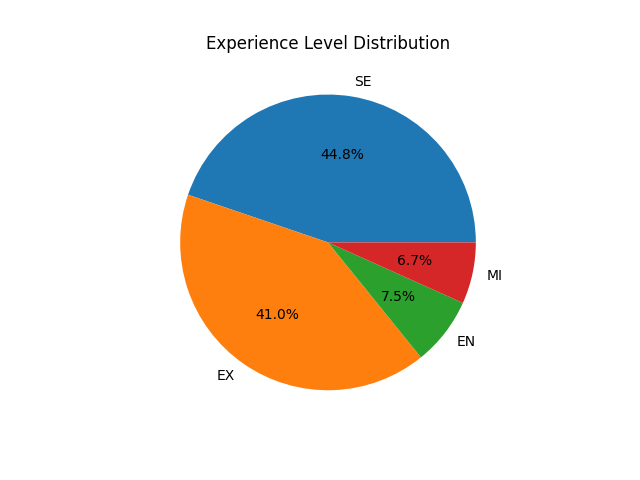 Experience Level Distribution
SE
44.8%
6.7%
MI
7.5%
41.0%
EN
EX